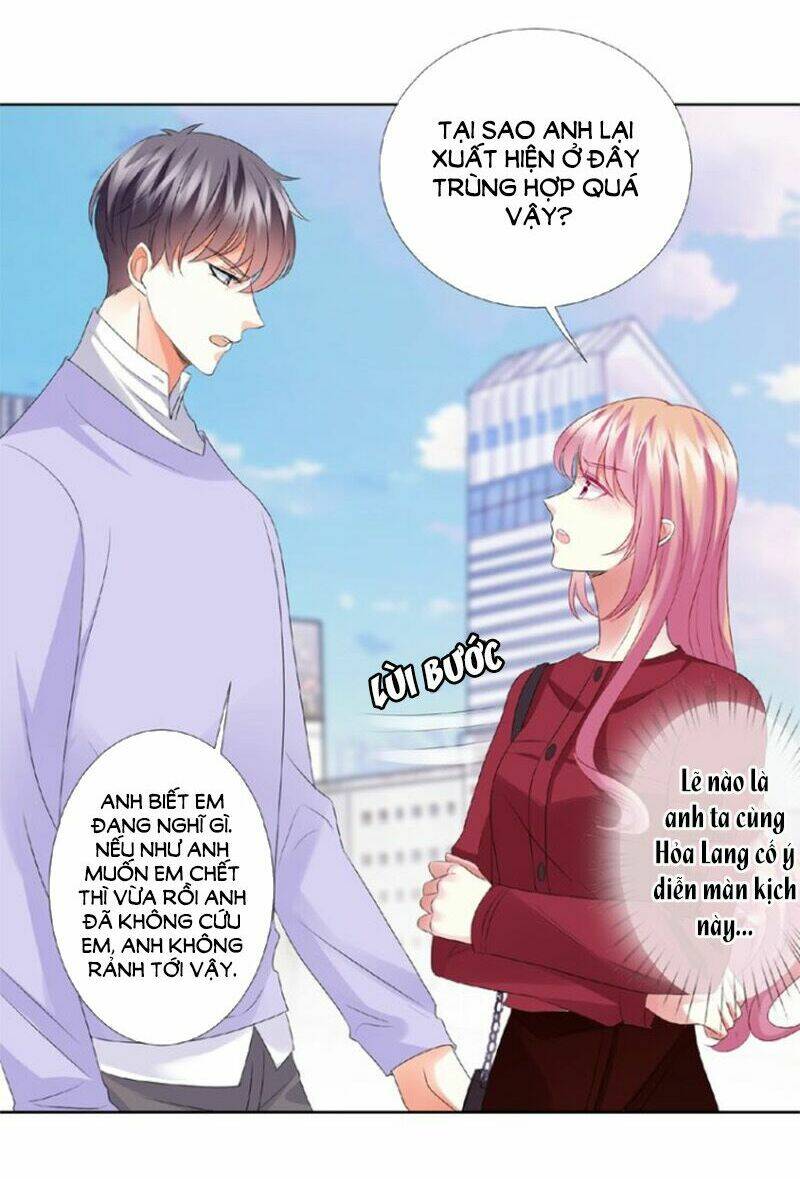 TẠI SAO ANH LẠI
XUẤT HIỆN Ở ĐÂY
TRÙNG HỢP QUÁ
VẬY?
LÙI BƯỚC
Lẽ nào là
anh ta cùng
Hỏa Lang cố ý
diễn màn kịch
này...
ANH BIẾT EM
ĐANG NGHĨ GÌ.
NẾU NHƯ ANH
MUỐN EM CHẾT
THÌ VỪA RỒI ANH
ĐÃ KHÔNG CỨU
EM, ANH KHÔNG
RẢNH TỚI VẬY.